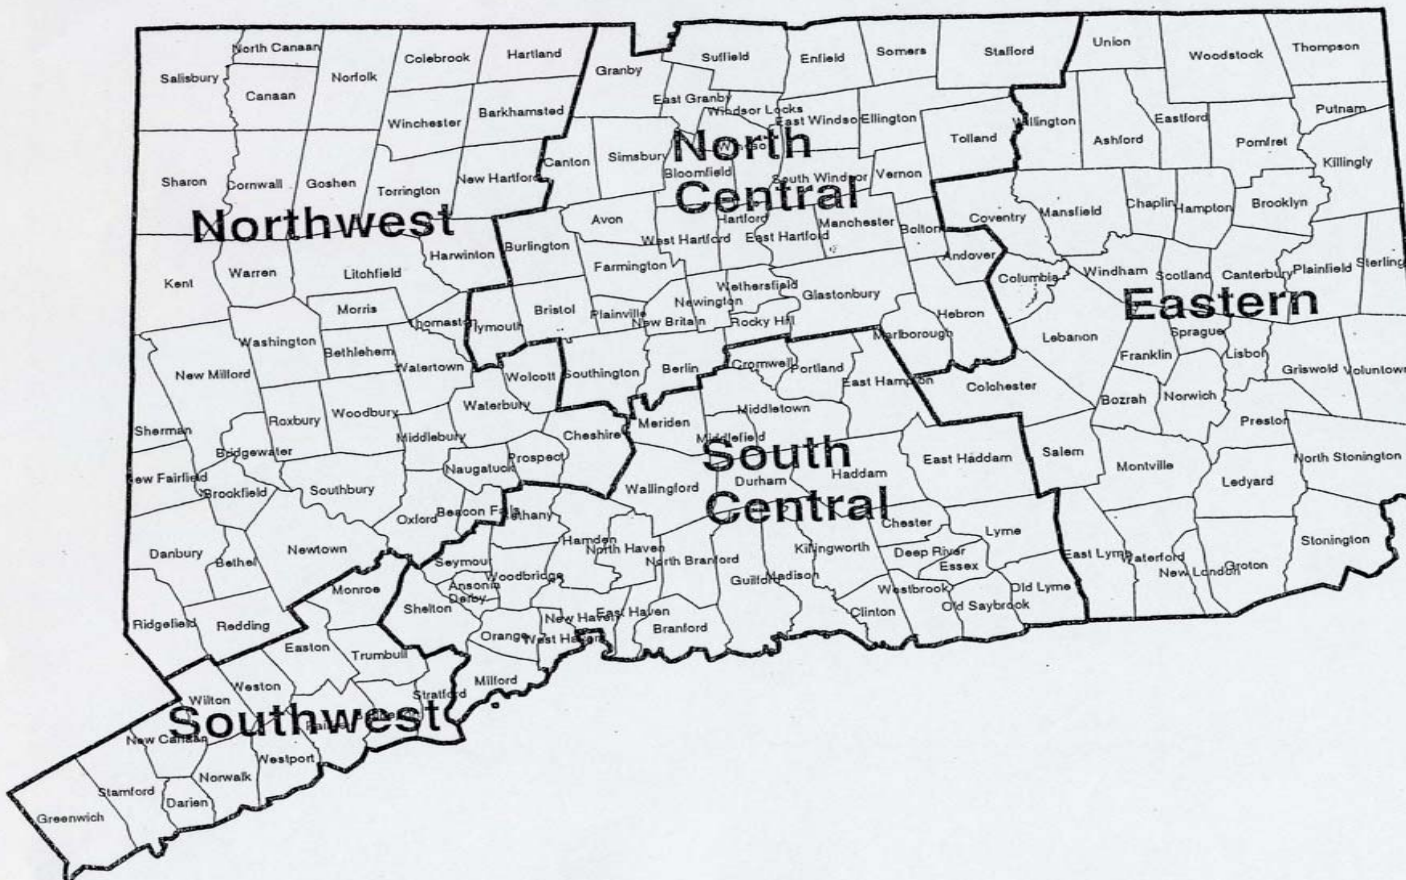 North Canaan
Colebrook
Hartland
Suffield
Enfield
Somers
Stafford
Union
Woodstock
Thompson
Salisbury
Canaan
Norfolk
Granby
East Granby
Windsor Locks
Winchester
Barkhamsted
East Windso
Ellington
Tolland
Ashford
Eastford
Putnam
Pomfret
Killingly
North
Central
Canton
Simsbury
Bloomfield
South Windsor
Vernon
Sharon
Cornwall
Goshen
Torrington
New Hartford
Northwest
Avon
Hartford
Manchester
Bolton
Coventry
Mansfield
Chaplin
Hampton
Brooklyn
Burlington
West Hartford
East Hartford
Harwinton
Andover
Kent
Warren
Litchfield
Farmington
Columbia
Windham
Scotland
Canterbury
Plainfield
Sterling
Eastern
Morris
Bristol
Plainville
Newington
Wethersfield
Glastonbury
Hebron
New Britain
Rocky Hill
Marlborough
Plymouth
Washington
Bethlehem
Watertown
Lebanon
Franklin
Sprague
Lisbon
Griswold
Voluntown
New Milford
Wolcott
Southington
Berlin
Cromwell
Portland
East Hampton
Colchester
Bozrah
Norwich
Preston
Sherman
Roxbury
Woodbury
Waterbury
Middlebury
Cheshire
Meriden
Middletown
Middlefield
South
Central
Bridgewater
Naugatuck
Prospect
Wallingford
Durham
Haddam
East Haddam
Salem
Montville
Ledyard
North Stonington
ew Fairfield
Brookfield
Southbury
Oxford
Beacon Falls
Bethany
Danbury
Bethel
Newtown
Hamden
North Haven
North Branford
Guilford
Madison
Killingworth
Chester
Deep River
Essex
Lyme
East Lyme
Waterford
New London
Groton
Stonington
Seymour
Woodbridge
Ansonia
Derby
Monroe
Shelton
Ridgefield
Redding
Orange
New Haven
West Haven
East Haven
Branford
Clinton
Westbrook
Old Saybrook
Old Lyme
Easton
Trumbull
Stratford
Milford
Weston
Wilton
Southwest
New Canaan
Westport
Norwalk
Darien
Stamford
Greenwich